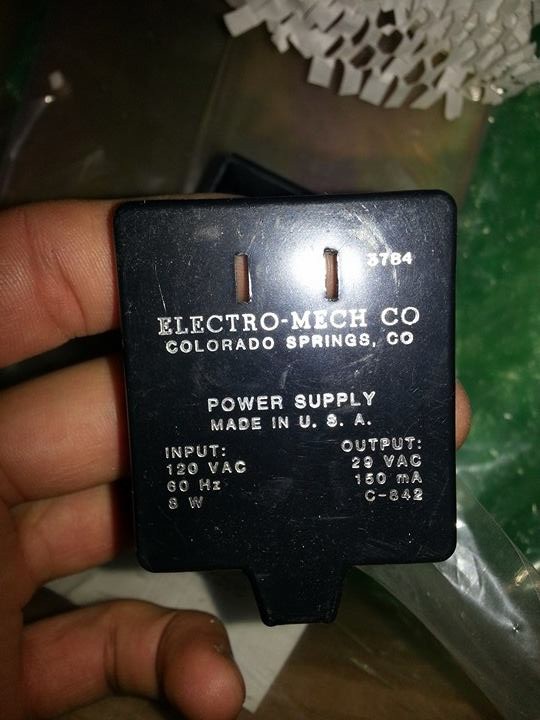 3784
ELECTRO-MECH CO
COLORADO SPRINGS, CO
POWER SUPPLY
MADE IN U. S. A.
INPUT:
120 VAC
60 Hz
8 W
OUTPUT:
29 VAC
150 mA
C-642